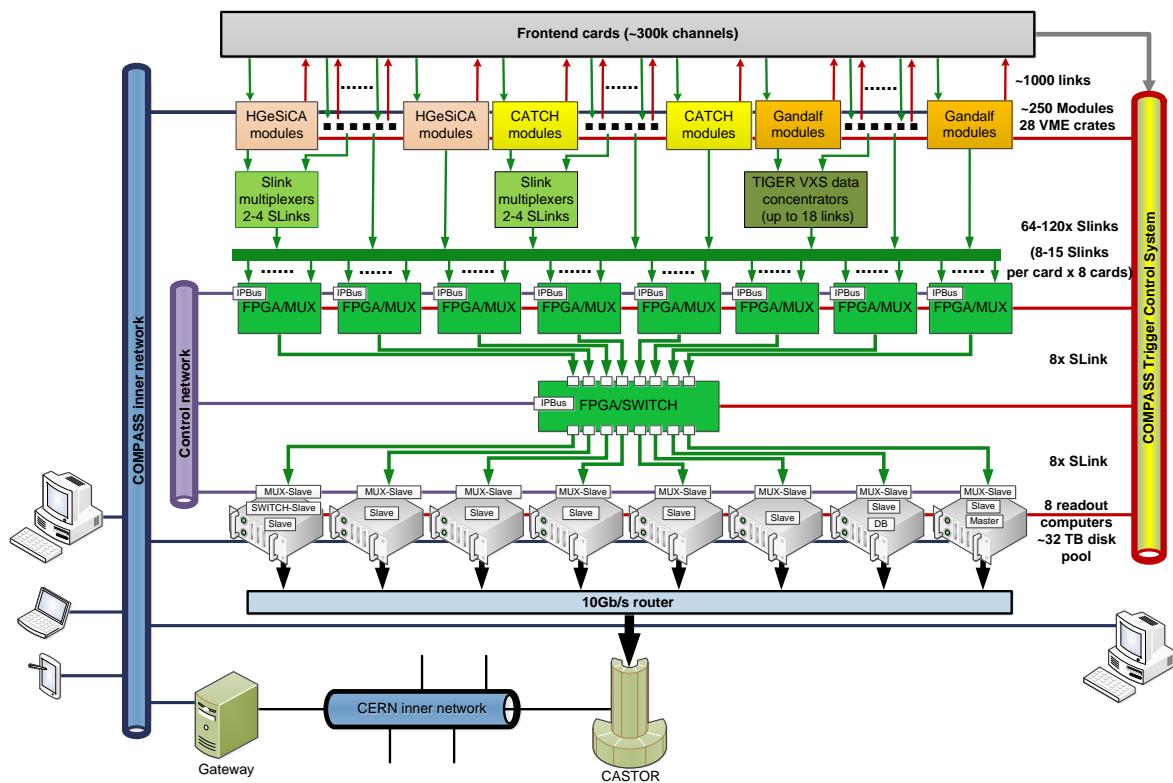 Frontend cards (~300k channels)
~1000 links
~250 Modules
28 VME crates
HGeSiCA
modules
HGeSiCA
modules
CATCH
modules
CATCH
modules
Gandalf
modules
Gandalf
modules
Slink
multiplexers
2-4 SLinks
Slink
multiplexers
2-4 SLinks
TIGER VXS data
concentrators
(up to 18 links)
64-120x Slinks
(8-15 Slinks
per card x 8 cards)
IPBus
FPGA/MUX
IPBus
FPGA/MUX
IPBus
FPGA/MUX
IPBus
FPGA/MUX
IPBus
FPGA/MUX
IPBus
FPGA/MUX
IPBus
FPGA/MUX
IPBus
FPGA/MUX
COMPASS inner network
Control network
COMPASS Trigger Control System
8x SLink
IPBus
FPGA/SWITCH
8x SLink
MUX-Slave
SWITCH-Slave
Slave
MUX-Slave
Slave
MUX-Slave
Slave
MUX-Slave
Slave
MUX-Slave
Slave
MUX-Slave
Slave
MUX-Slave
Slave
DB
MUX-Slave
Slave
Master
8 readout
computers
~32 TB disk
pool
10Gb/s router
CERN inner network
Gateway
CASTOR